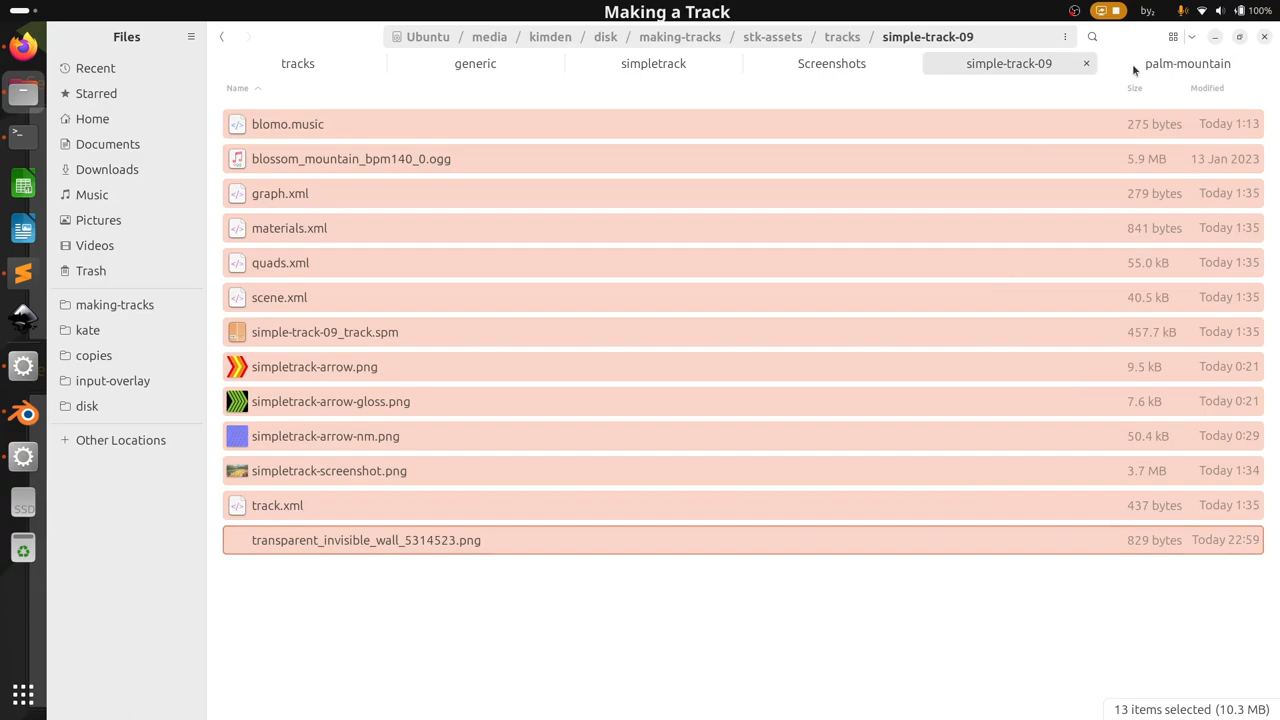 Making a Track
by₂
100%
Files
Ubuntu / media / kimden / disk / making-tracks / stk-assets / tracks / simple-track-09
tracks
generic
simpletrack
Screenshots
simple-track-09
palm-mountain
Name
Size
Modified
Recent
Starred
Home
Documents
Downloads
Music
Pictures
Videos
Trash
making-tracks
kate
copies
input-overlay
disk
Other Locations
blomo.music 275 bytes Today 1:13
blossom_mountain_bpm140_0.ogg 5.9 MB 13 Jan 2023
graph.xml 279 bytes Today 1:35
materials.xml 841 bytes Today 1:35
quads.xml 55.0 kB Today 1:35
scene.xml 40.5 kB Today 1:35
simple-track-09_track.spm 457.7 kB Today 1:35
simpletrack-arrow.png 9.5 kB Today 0:21
simpletrack-arrow-gloss.png 7.6 kB Today 0:21
simpletrack-arrow-nm.png 50.4 kB Today 0:29
simpletrack-screenshot.png 3.7 MB Today 1:34
track.xml 437 bytes Today 1:35
transparent_invisible_wall_5314523.png 829 bytes Today 22:59
SSD
13 items selected (10.3 MB)